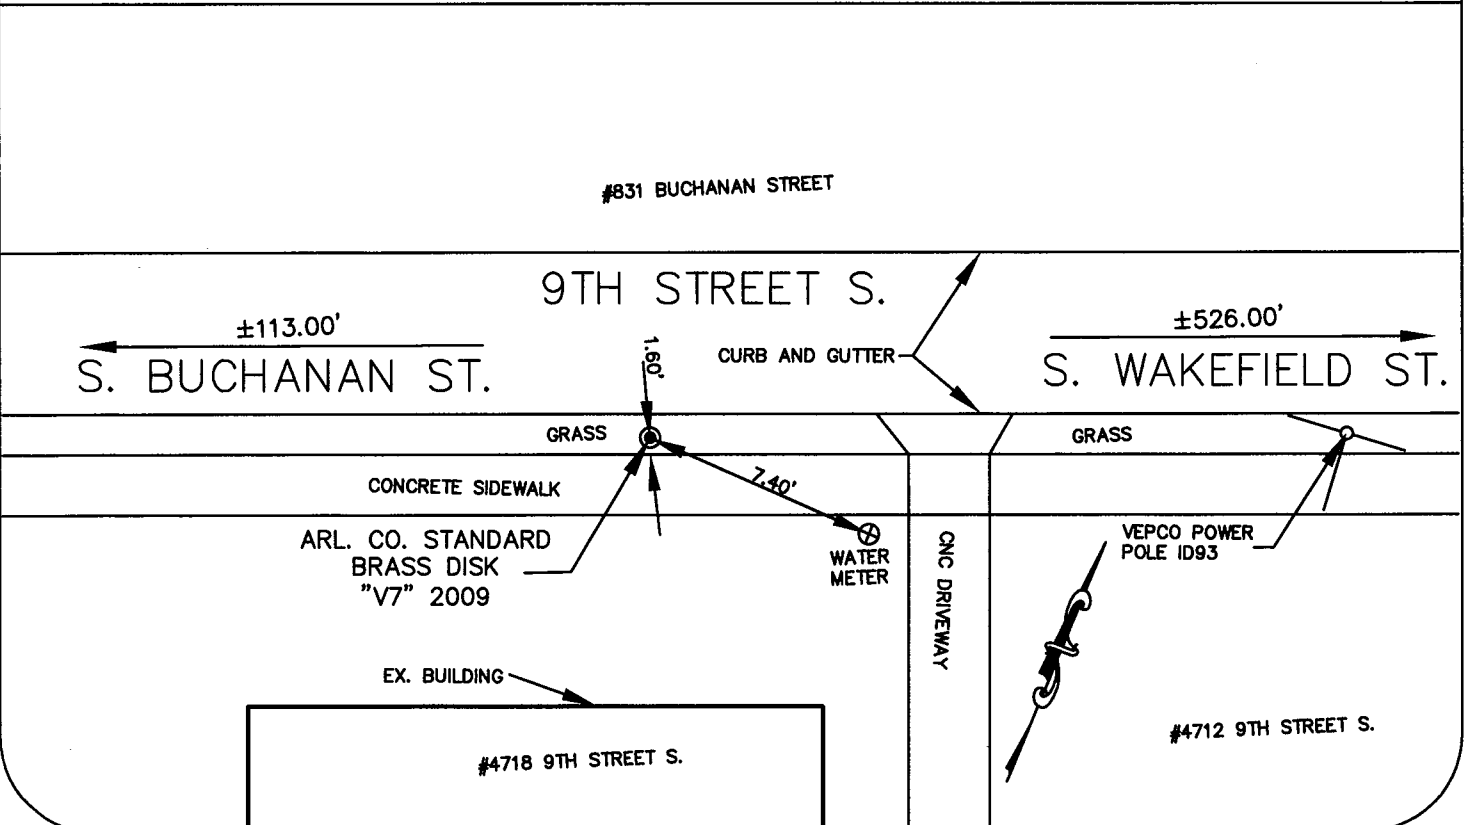 #831 BUCHANAN STREET
9TH STREET S.
±113.00'
S. BUCHANAN ST.
1.60'
CURB AND GUTTER
±526.00'
S. WAKEFIELD ST.
GRASS
GRASS
CONCRETE SIDEWALK
7.40'
ARL. CO. STANDARD
BRASS DISK
"V7" 2009
WATER
METER
CNC DRIVEWAY
VEPCO POWER
POLE ID93
EX. BUILDING
#4718 9TH STREET S.
#4712 9TH STREET S.